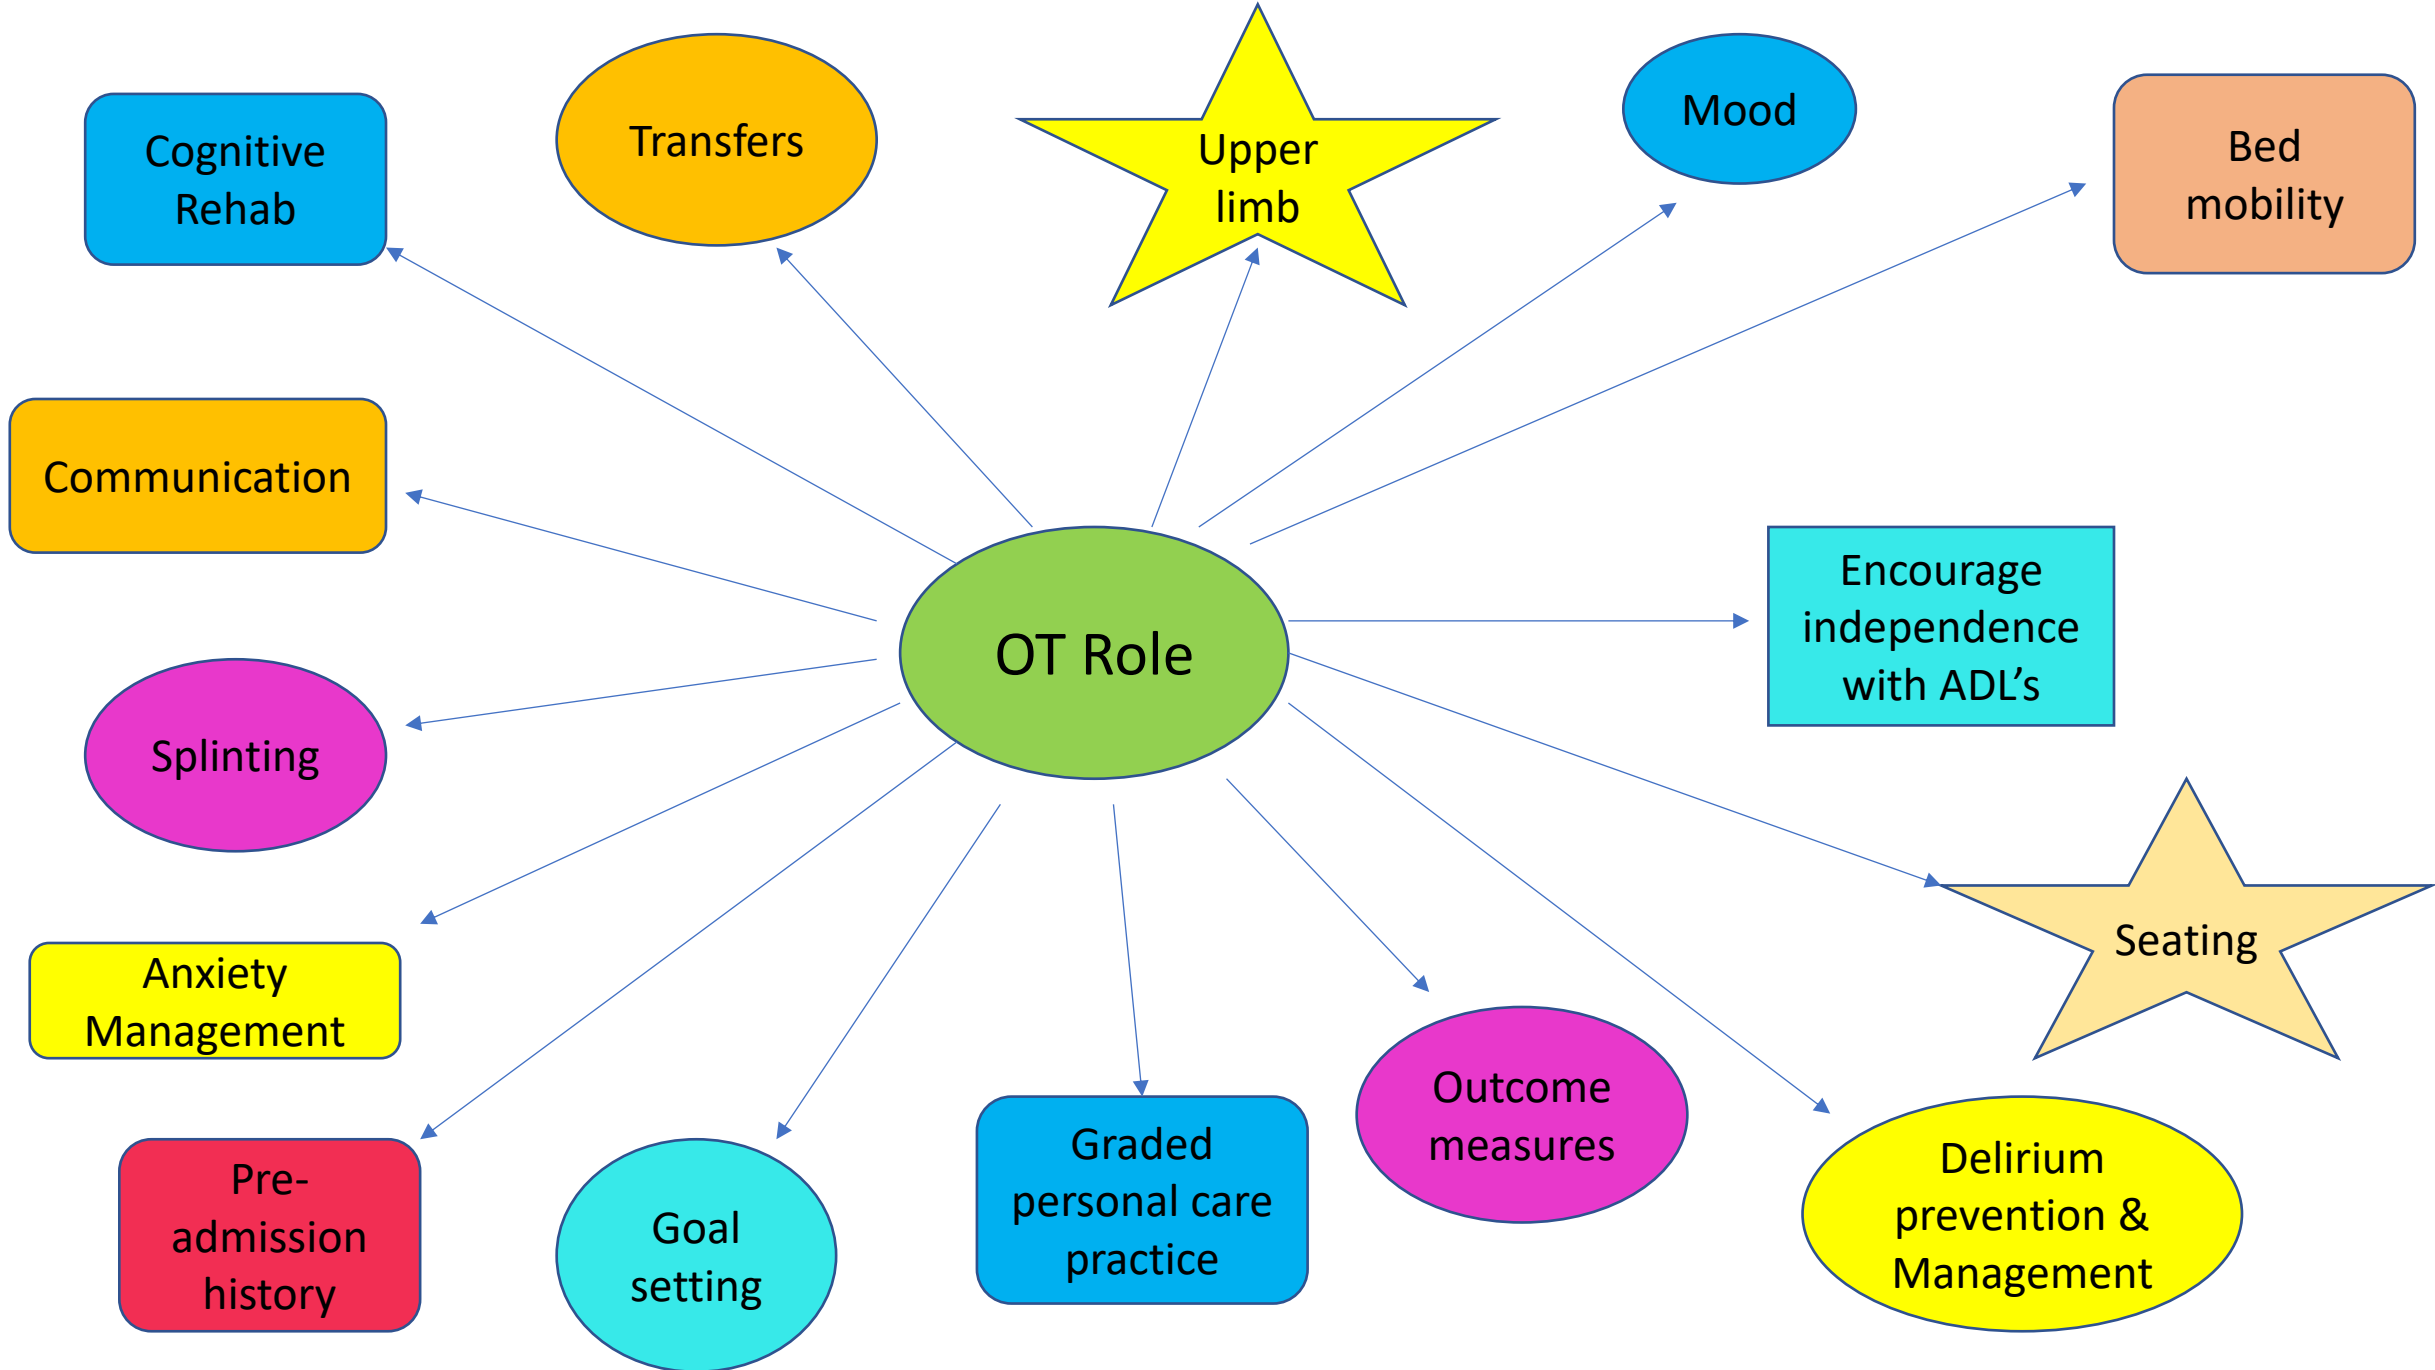 Cognitive
Rehab
Transfers
Upper
limb
Mood
Bed
mobility
Communication
OT Role
Encourage
independence
with ADL’s
Splinting
Seating
Anxiety
Management
Pre-
admission
history
Goal
setting
Graded
personal care
practice
Outcome
measures
Delirium
prevention &
Management